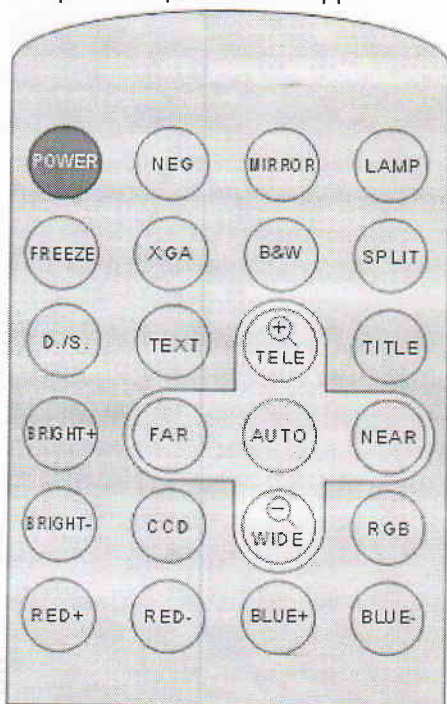 POWER NEG MIRROR LAMP
FREEZE XGA B&W SPLIT
D./S. TEXT TELE TITLE
BRIGHT+ FAR AUTO NEAR
BRIGHT- CCD WIDE RGB
RED+ RED- BLUE+ BLUE-